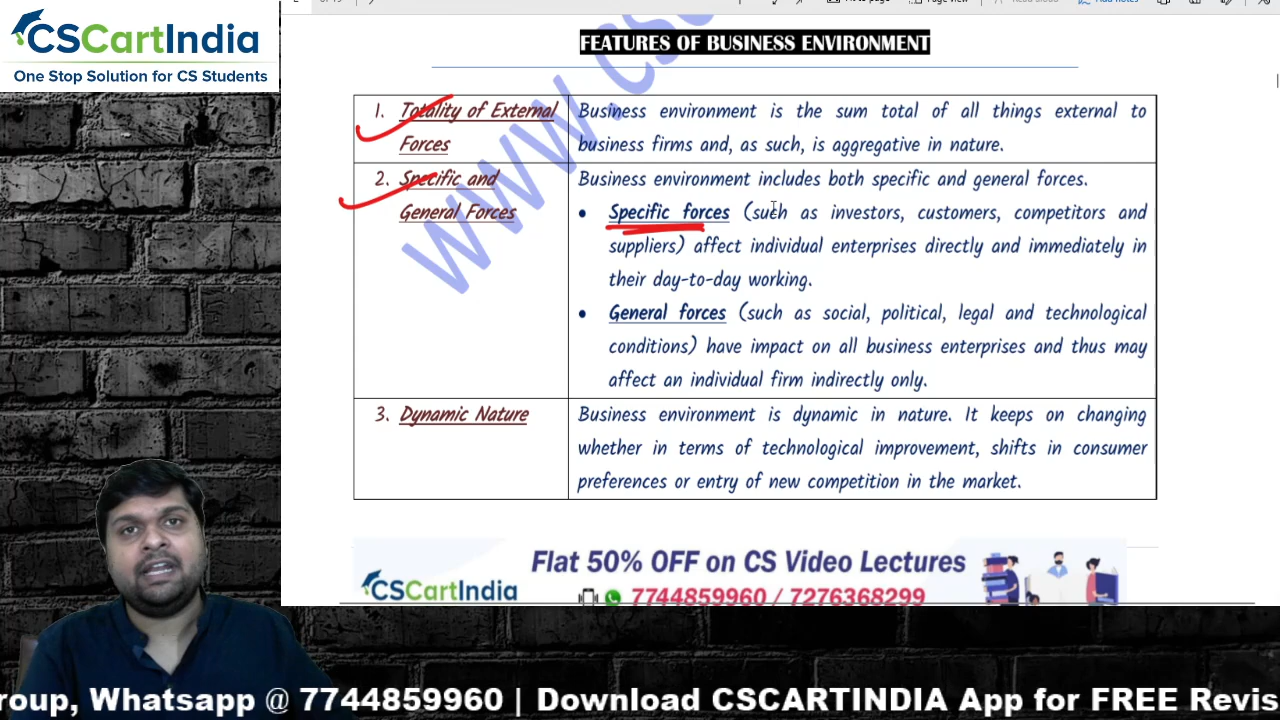 CSCartIndia
One Stop Solution for CS Students
FEATURES OF BUSINESS ENVIRONMENT
1. Totality of External Forces
Business environment is the sum total of all things external to
business firms and, as such, is aggregative in nature.
2. Specific and General Forces
Business environment includes both specific and general forces.
• Specific forces (such as investors, customers, competitors and
suppliers) affect individual enterprises directly and immediately in
their day-to-day working.
• General forces (such as social, political, legal and technological
conditions) have impact on all business enterprises and thus may
affect an individual firm indirectly only.
3. Dynamic Nature
Business environment is dynamic in nature. It keeps on changing
whether in terms of technological improvement, shifts in consumer
preferences or entry of new competition in the market.
www.cs
Flat 50% OFF on CS Video Lectures
CSCartIndia
7744859960 / 7276368299
roup, Whatsapp @ 7744859960 | Download CSCARTINDIA App for FREE Revis